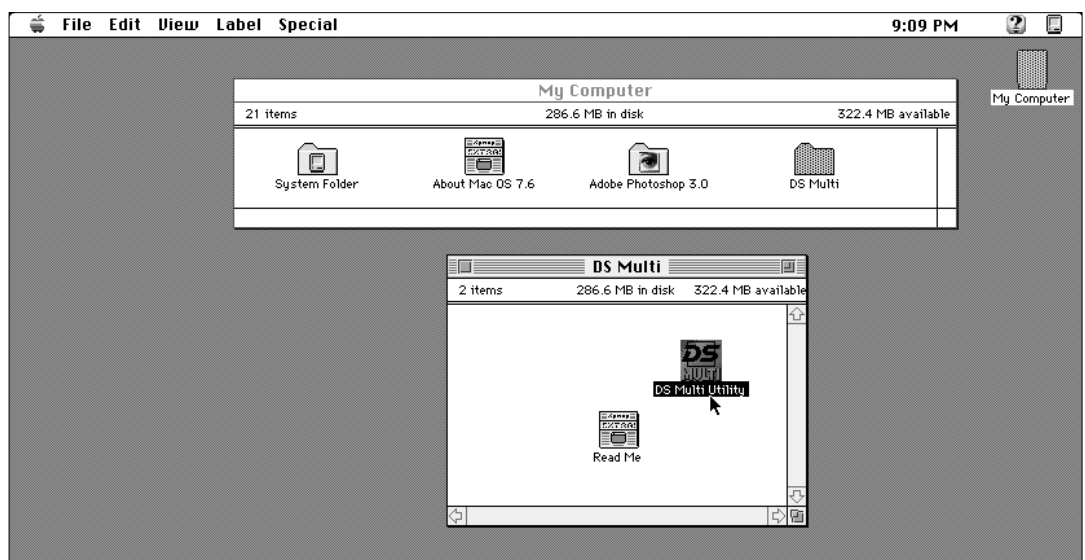 File Edit View Label Special 9:09 PM
My Computer
My Computer
21 items 286.6 MB in disk 322.4 MB available
System Folder About Mac OS 7.6 Adobe Photoshop 3.0 DS Multi
DS Multi
2 items 286.6 MB in disk 322.4 MB available
DS
MULTI
DS Multi Utility
Read Me